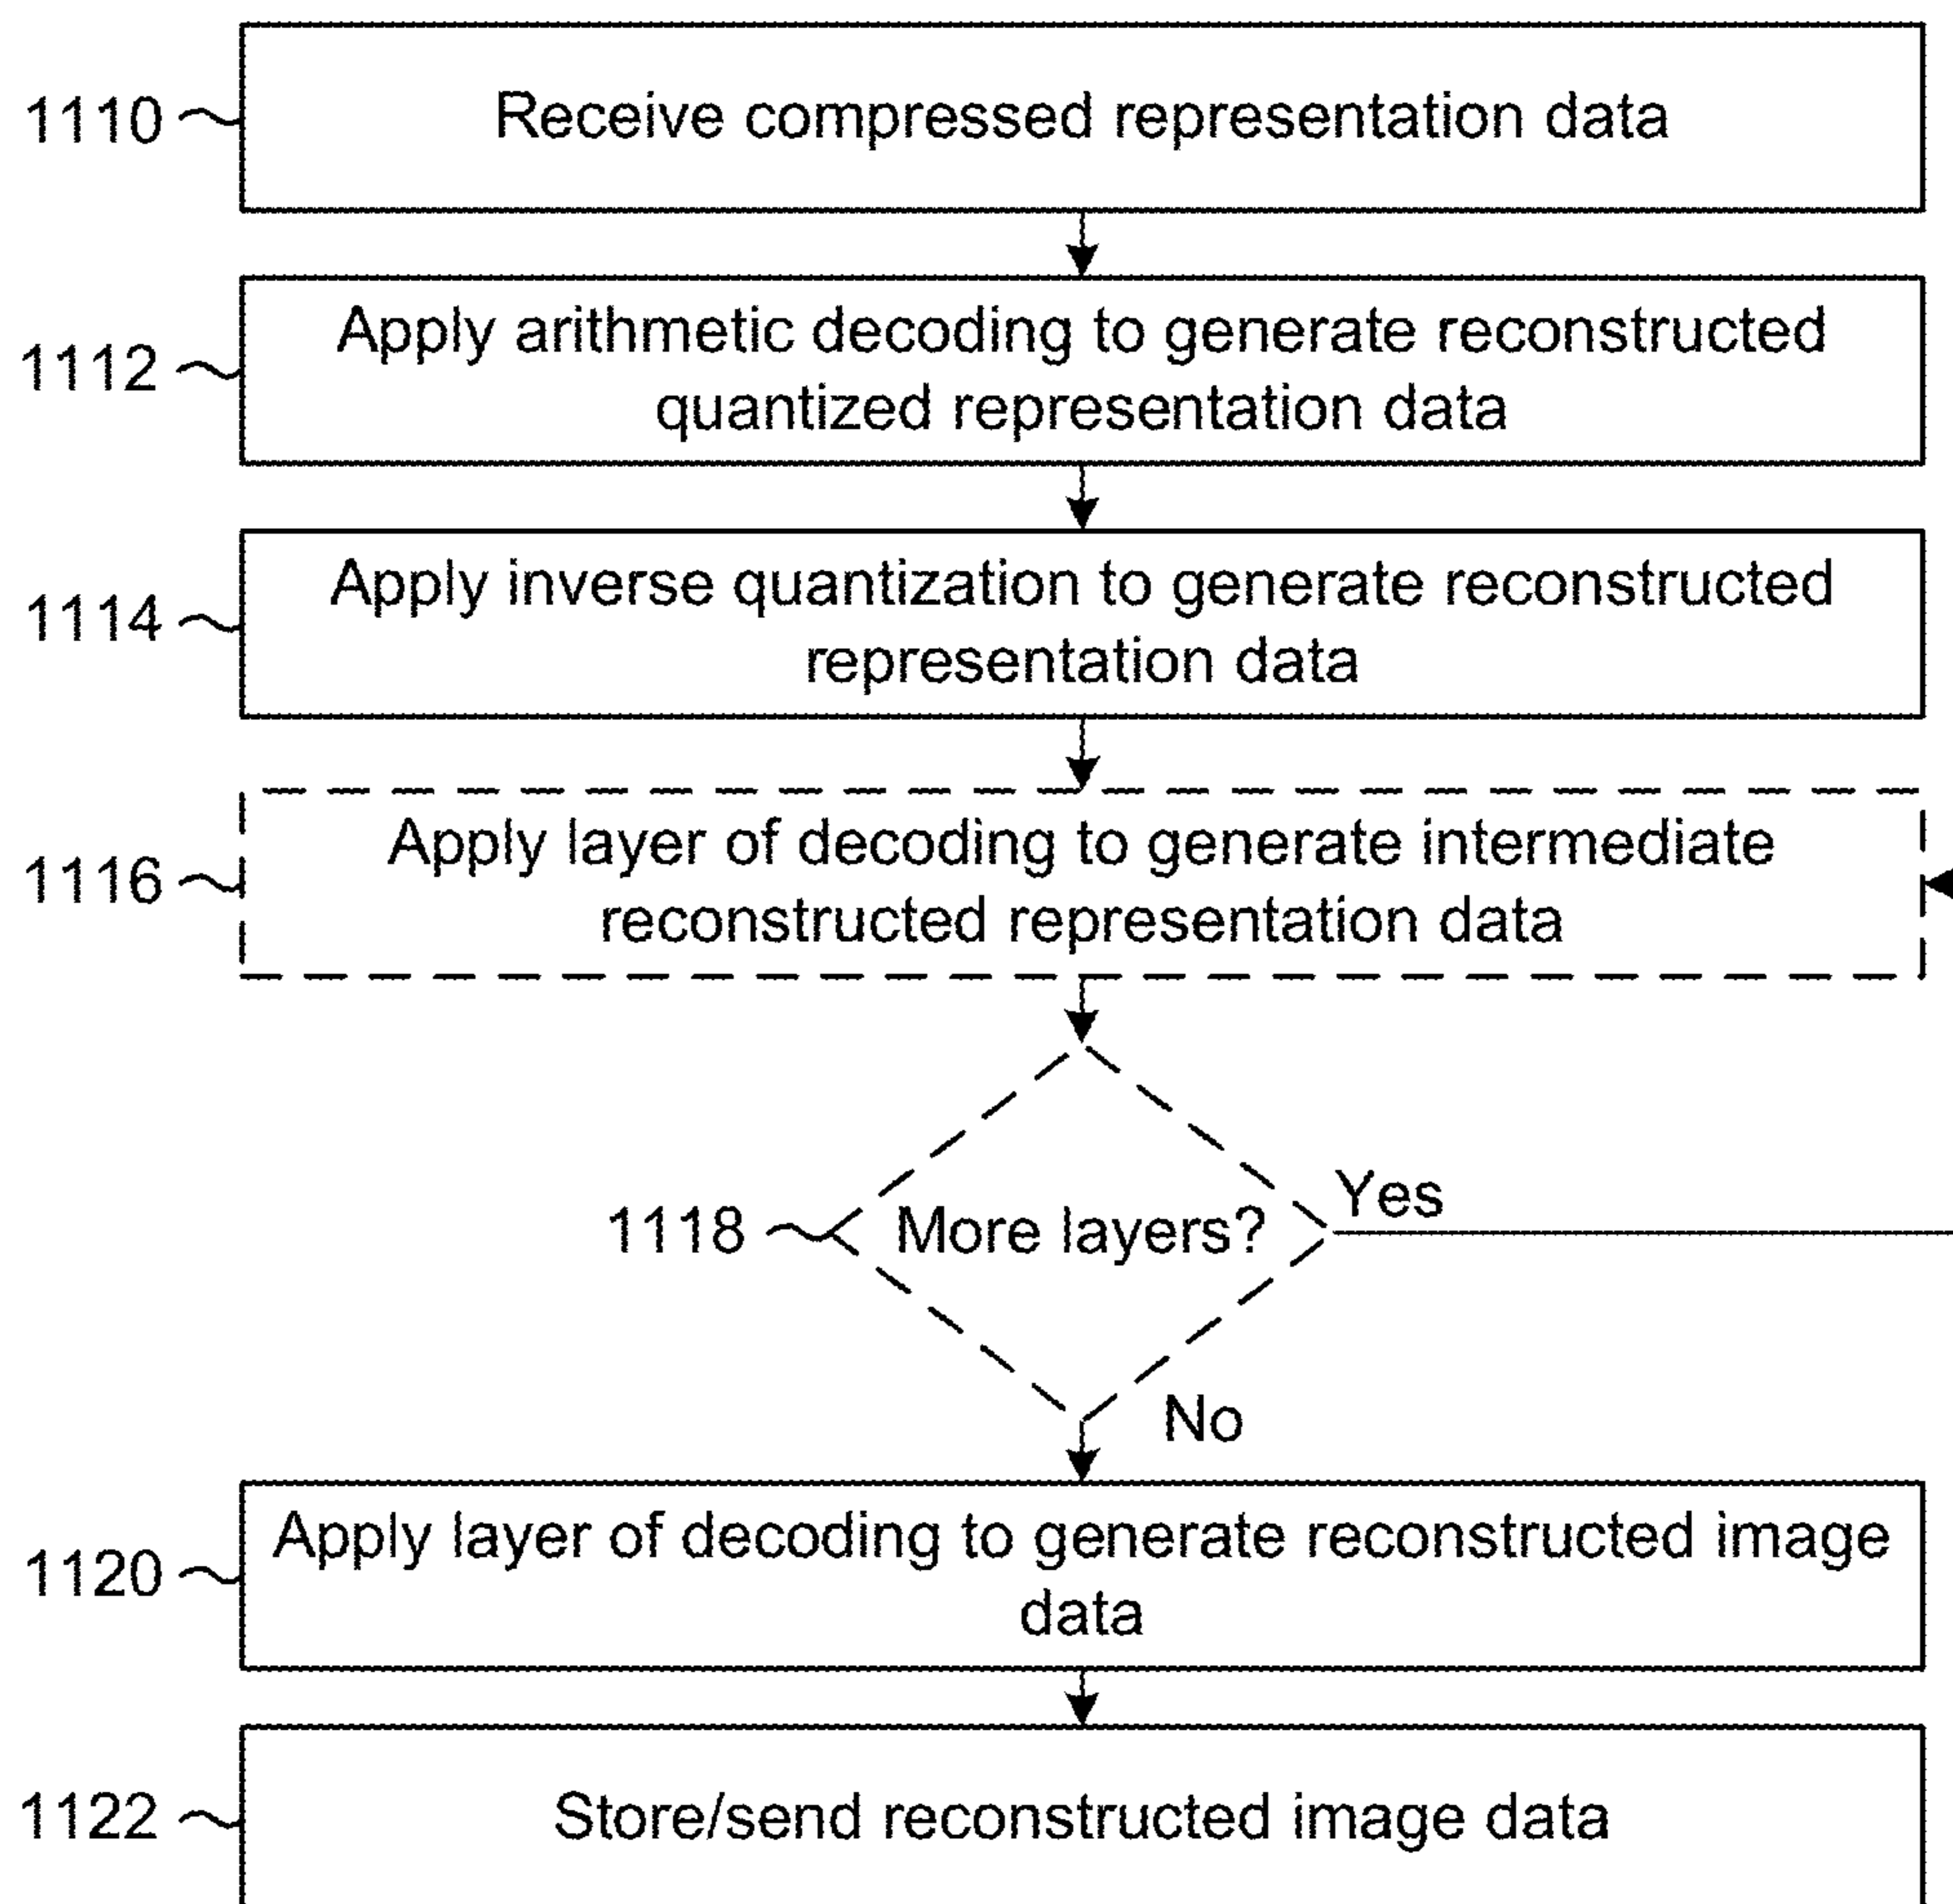 1110
Receive compressed representation data
1112
Apply arithmetic decoding to generate reconstructed
quantized representation data
1114
Apply inverse quantization to generate reconstructed
representation data
1116
Apply layer of decoding to generate intermediate
reconstructed representation data
1118
More layers?
Yes
No
1120
Apply layer of decoding to generate reconstructed image
data
1122
Store/send reconstructed image data